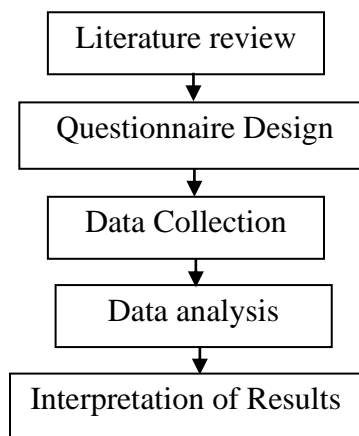 Literature review
Questionnaire Design
Data Collection
Data analysis
Interpretation of Results